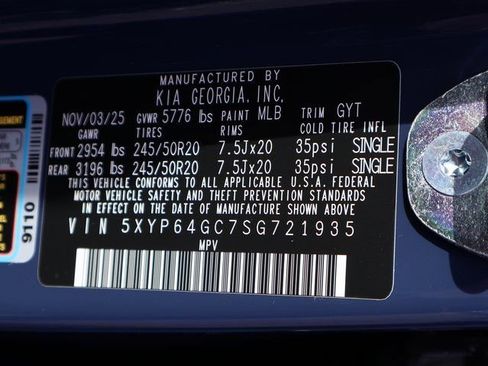 MANUFACTURED BY
KIA GEORGIA, INC.
NOV/03/25 GVWR 5776 lbs PAINT MLB TRIM GYT
GAWR TIRES RIMS COLD TIRE INFL
FRONT 2954 lbs 245/50R20 7.5Jx20 35psi SINGLE
REAR 3196 lbs 245/50R20 7.5Jx20 35psi SINGLE
THIS VEHICLE CONFORMS TO ALL APPLICABLE U.S.A. FEDERAL
MOTOR VEHICLE SAFETY AND THEFT PREVENTION STANDARDS
IN EFFECT ON THE DATE OF MANUFACTURE SHOWN ABOVE
VIN 5XYP64GC7SG721935
MPV
9110